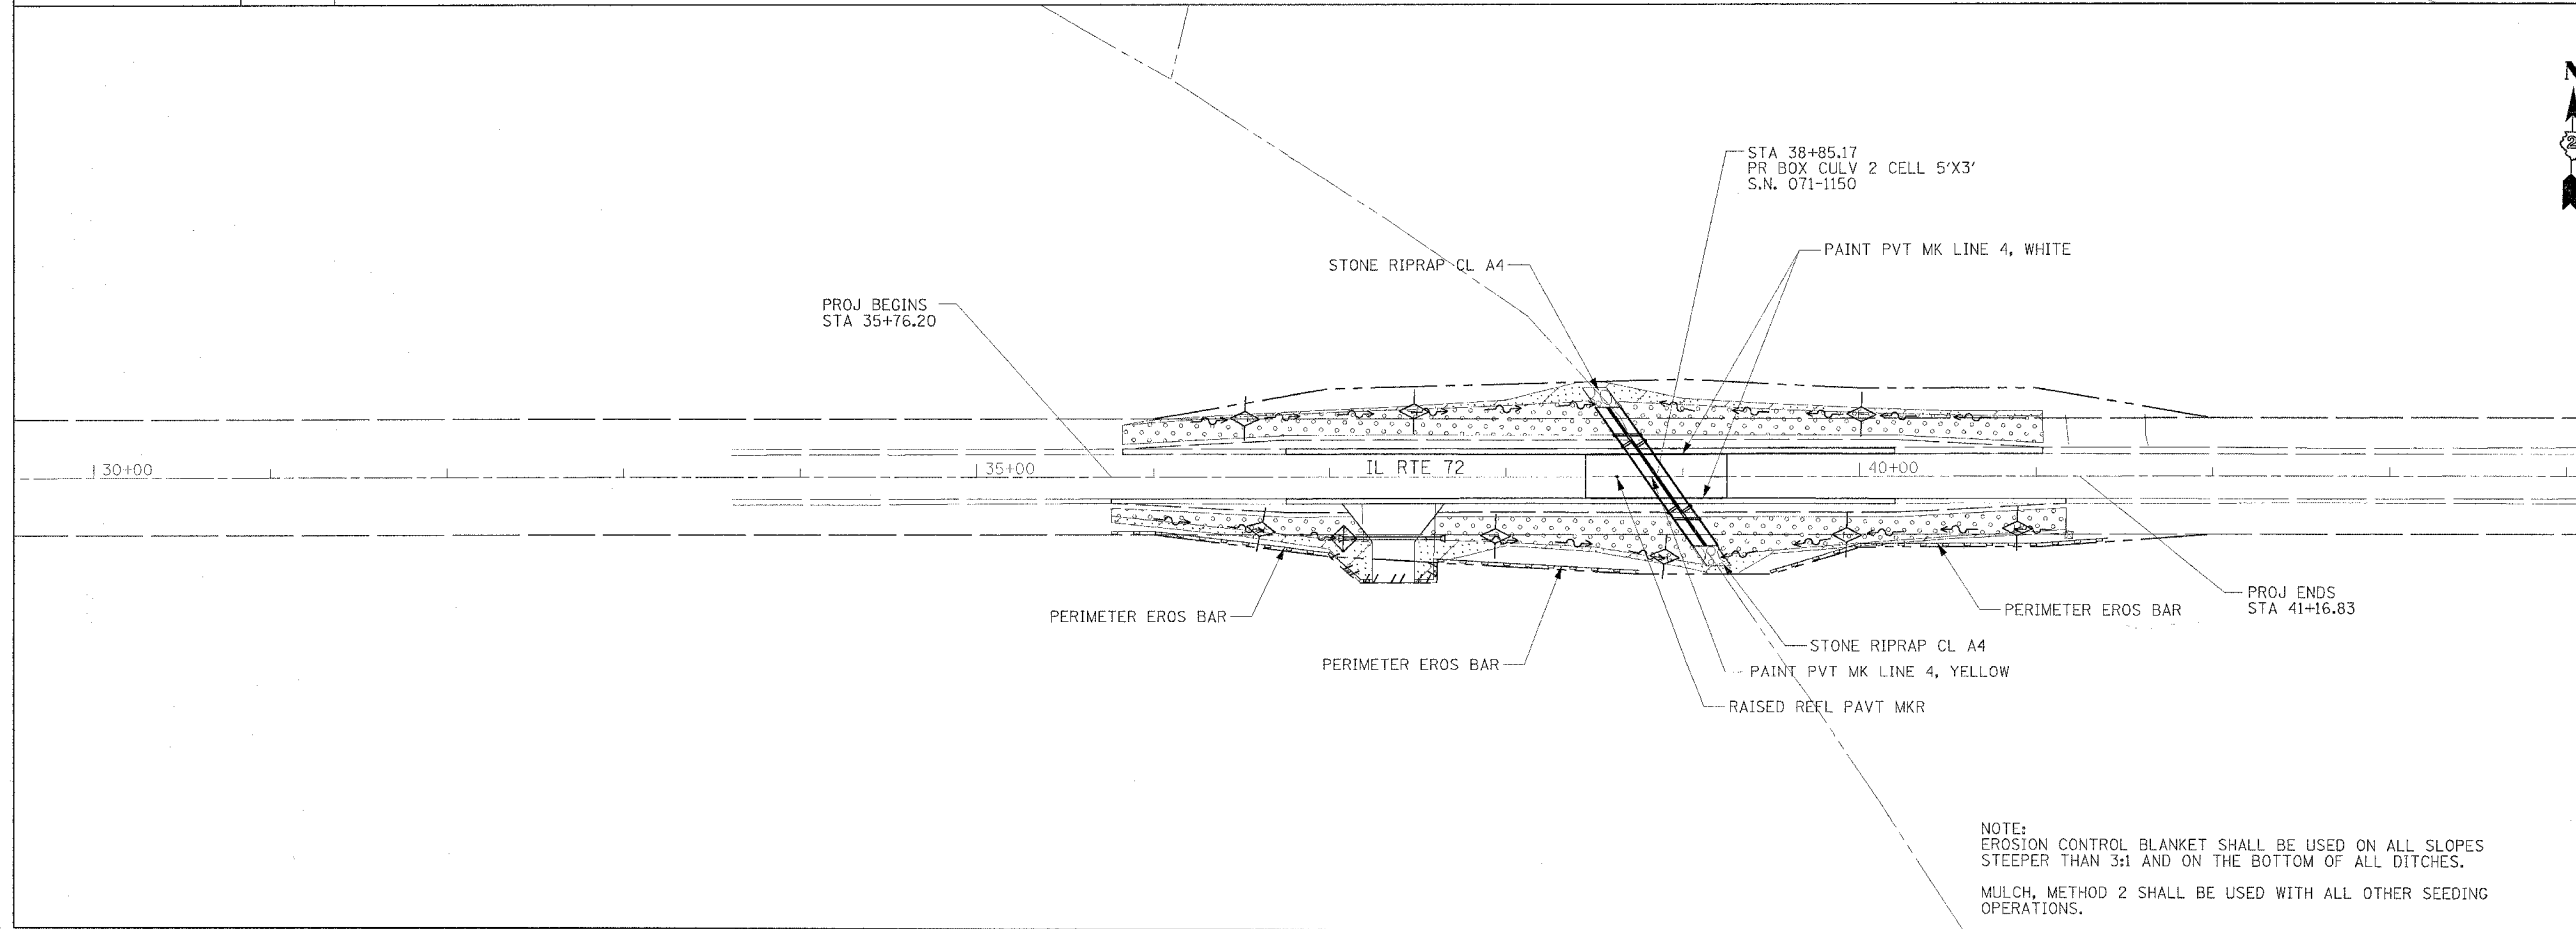 N
2
STA 38+85.17
PR BOX CULV 2 CELL 5'X3'
S.N. 071-1150
PAINT PVT MK LINE 4, WHITE
STONE RIPRAP CL A4
PROJ BEGINS
STA 35+76.20
30+00
35+00
IL RTE 72
40+00
PERIMETER EROS BAR
PERIMETER EROS BAR
PERIMETER EROS BAR
PROJ ENDS
STA 41+16.83
STONE RIPRAP CL A4
PAINT PVT MK LINE 4, YELLOW
RAISED REFL PAVT MKR
NOTE:
EROSION CONTROL BLANKET SHALL BE USED ON ALL SLOPES
STEEPER THAN 3:1 AND ON THE BOTTOM OF ALL DITCHES.
MULCH, METHOD 2 SHALL BE USED WITH ALL OTHER SEEDING
OPERATIONS.